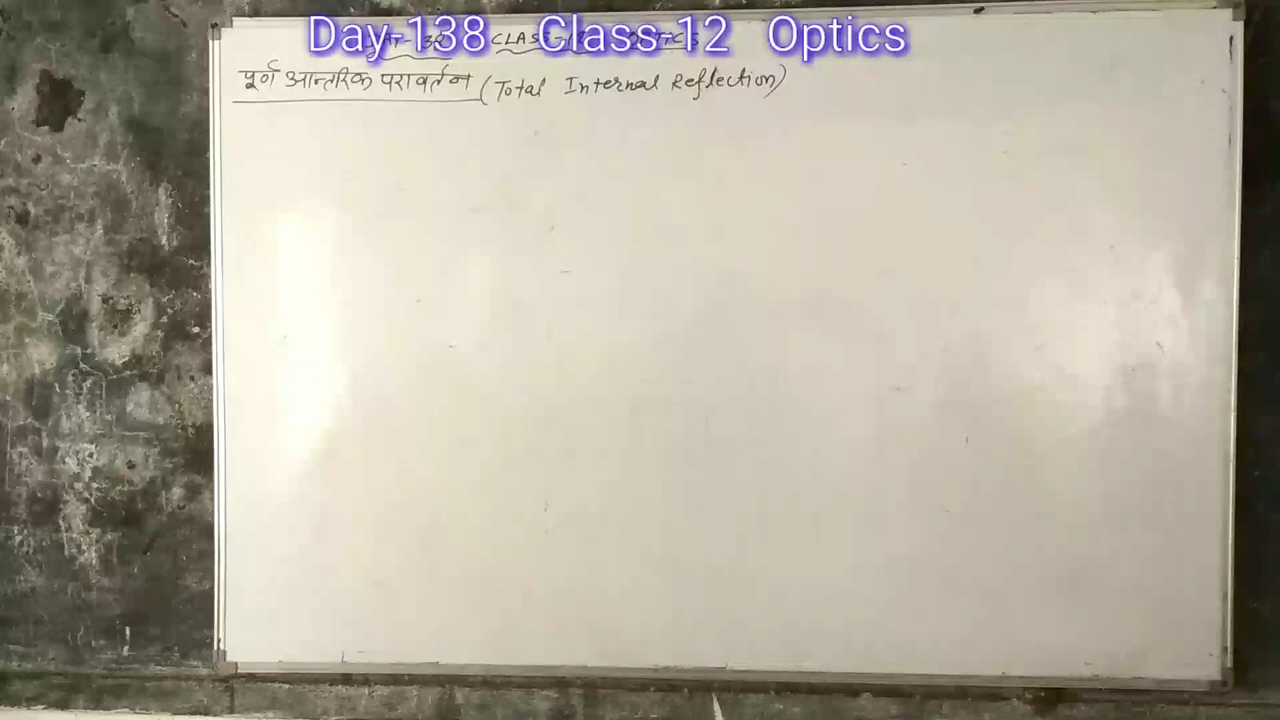 Day-138 Class-12 Optics
पूर्ण आन्तरिक परावर्तन (Total Internal Reflection)